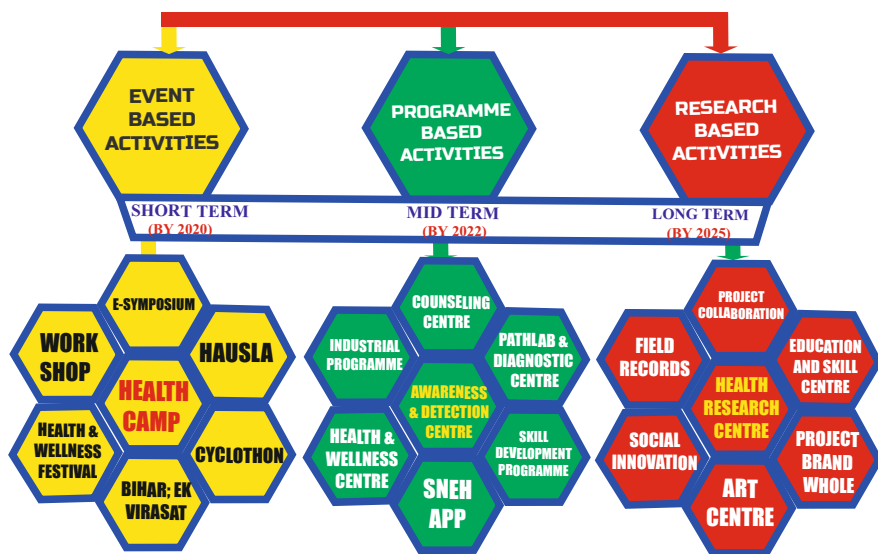 EVENT
BASED
ACTIVITIES
PROGRAMME
BASED
ACTIVITIES
RESEARCH
BASED
ACTIVITIES
SHORT TERM
(BY 2020)
MID TERM
(BY 2022)
LONG TERM
(BY 2025)
E-SYMPOSIUM
WORK
SHOP
HAUSLA
HEALTH
CAMP
HEALTH &
WELLNESS
FESTIVAL
CYCLOTHON
BIHAR; EK
VIRASAT
COUNSELING
CENTRE
INDUSTRIAL
PROGRAMME
PATHLAB &
DIAGNOSTIC
CENTRE
AWARENESS
& DETECTION
CENTRE
HEALTH &
WELLNESS
CENTRE
SKILL
DEVELOPMENT
PROGRAMME
SNEH
APP
PROJECT
COLLABORATION
FIELD
RECORDS
EDUCATION
AND SKILL
CENTRE
HEALTH
RESEARCH
CENTRE
SOCIAL
INNOVATION
PROJECT
BRAND
WHOLE
ART
CENTRE